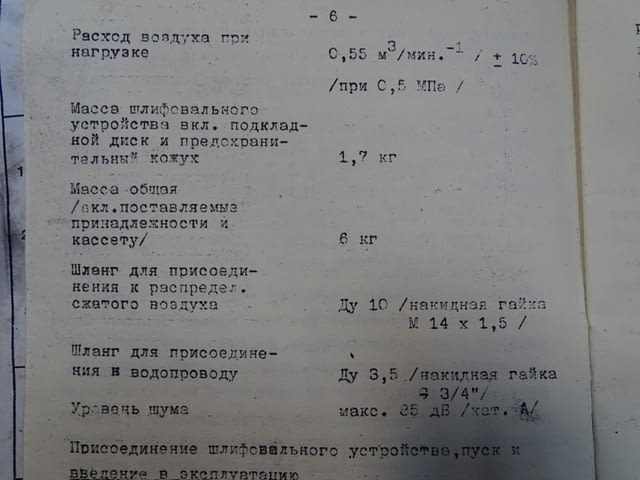 - 6 -
Расход воздуха при
нагрузке 0,55 м³/мин.⁻¹ / ± 10%
/при 0,5 МПа /
Масса шлифовального
устройства вкл. подклад-
ной диск и предохрани-
тельный кожух 1,7 кг
Масса общая
/вкл.поставляемые
принадлежности и
кассету/ 6 кг
Шланг для присоеди-
нения к распредел.
сжатого воздуха Ду 10 /накидная гайка
М 14 х 1,5 /
Шланг для присоедине-
ния к водопроводу Ду 3,5 /накидная гайка
3/4"/
Уровень шума макс. 85 дБ /кат. А/
Присоединение шлифовального устройства,пуск и
введение в эксплуатацию